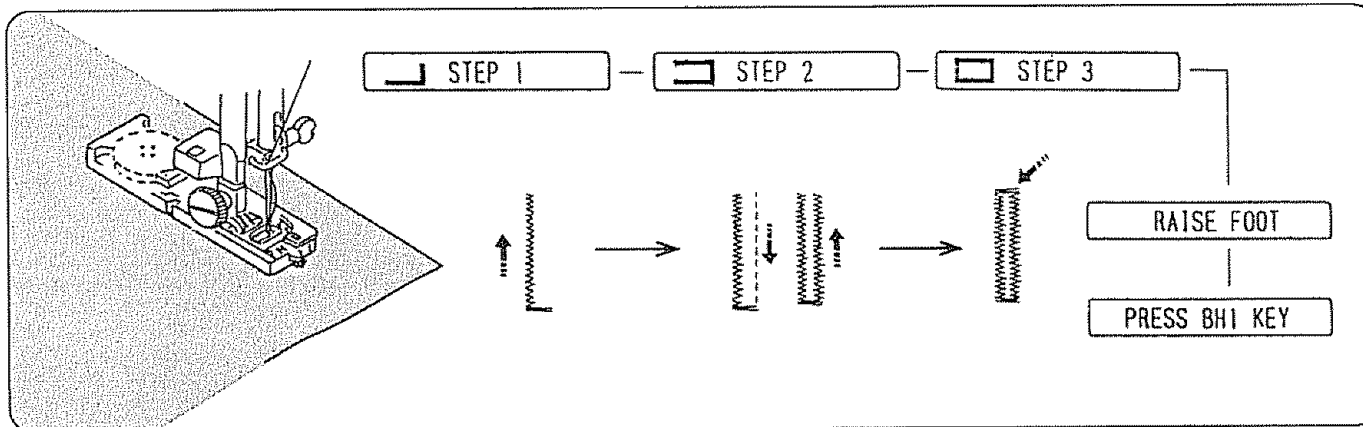 STEP 1
STEP 2
STEP 3
RAISE FOOT
PRESS BH1 KEY